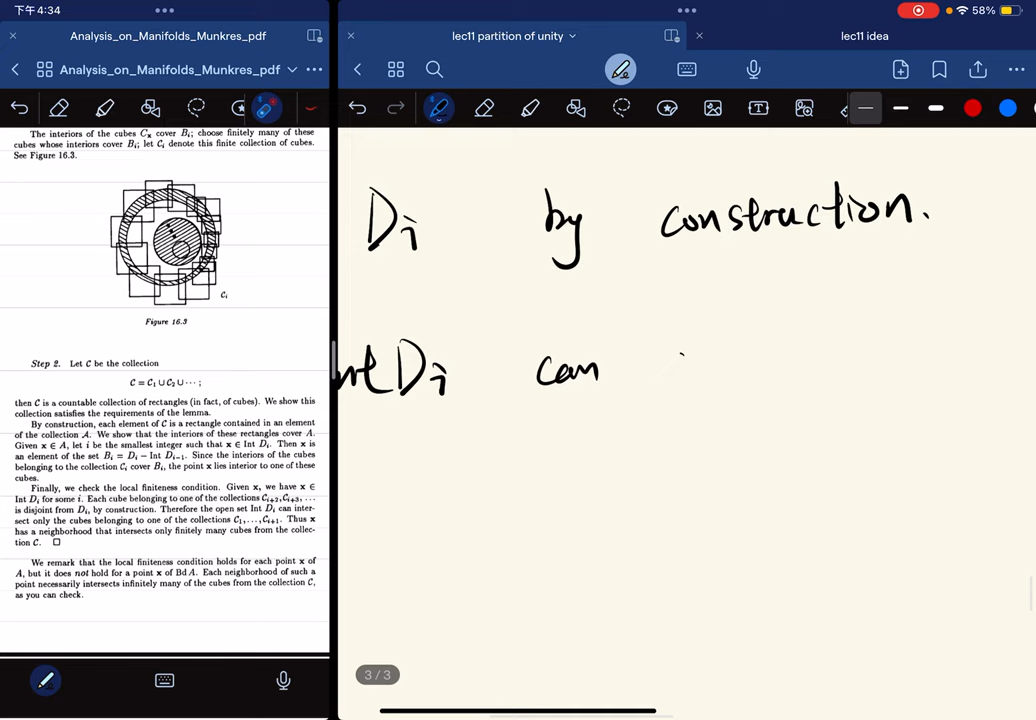 下午4:34
58%
Analysis_on_Manifolds_Munkres_pdf
lec11 partition of unity
lec11 idea
Analysis_on_Manifolds_Munkres_pdf
The interiors of the cubes Cₓ cover Bᵢ; choose finitely many of these
cubes whose interiors cover Bᵢ; let 𝒞ᵢ denote this finite collection of cubes.
See Figure 16.3.
𝒞ᵢ
Figure 16.3
Step 2. Let 𝒞 be the collection
𝒞 = 𝒞₁ ∪ 𝒞₂ ∪ ⋯ ;
then 𝒞 is a countable collection of rectangles (in fact, of cubes). We show this
collection satisfies the requirements of the lemma.
By construction, each element of 𝒞 is a rectangle contained in an element
of the collection 𝒜. We show that the interiors of these rectangles cover A.
Given x ∈ A, let i be the smallest integer such that x ∈ Int Dᵢ. Then x is
an element of the set Bᵢ = Dᵢ − Int Dᵢ₋₁. Since the interiors of the cubes
belonging to the collection 𝒞ᵢ cover Bᵢ, the point x lies interior to one of these
cubes.
Finally, we check the local finiteness condition. Given x, we have x ∈
Int Dᵢ for some i. Each cube belonging to one of the collections 𝒞ᵢ₊₂, 𝒞ᵢ₊₃, …
is disjoint from Dᵢ, by construction. Therefore the open set Int Dᵢ can inter-
sect only the cubes belonging to one of the collections 𝒞₁, …, 𝒞ᵢ₊₁. Thus x
has a neighborhood that intersects only finitely many cubes from the collec-
tion 𝒞. □
We remark that the local finiteness condition holds for each point x of
A, but it does not hold for a point x of Bd A. Each neighborhood of such a
point necessarily intersects infinitely many of the cubes from the collection 𝒞,
as you can check.
Di by construction.
nt Di can
3 / 3